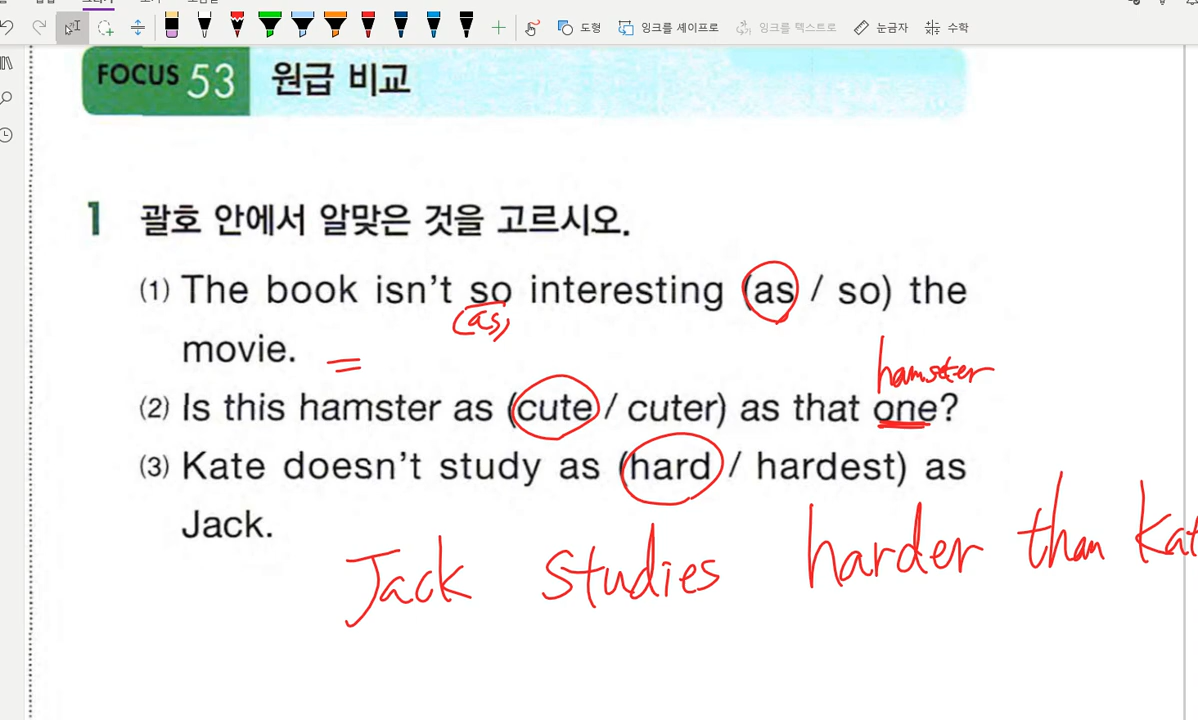 도형 잉크를 셰이프로 잉크를 텍스트로 눈금자 수학
FOCUS 53 원급 비교
1 괄호 안에서 알맞은 것을 고르시오.
(1) The book isn't so interesting (as / so) the
(as)
movie.
hamster
(2) Is this hamster as (cute / cuter) as that one?
(3) Kate doesn't study as (hard / hardest) as
Jack.
Jack studies harder than Kat